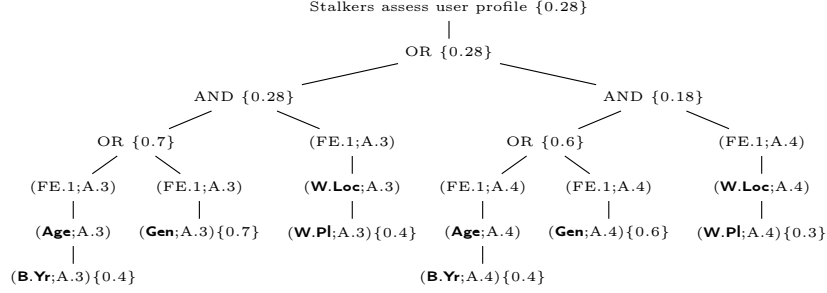 Stalkers assess user profile {0.28}
OR {0.28}
AND {0.28} AND {0.18}
OR {0.7} (FE.1;A.3) OR {0.6} (FE.1;A.4)
(FE.1;A.3) (FE.1;A.3) (W.Loc;A.3) (FE.1;A.4) (FE.1;A.4) (W.Loc;A.4)
(Age;A.3) (Gen;A.3){0.7} (W.Pl;A.3){0.4} (Age;A.4) (Gen;A.4){0.6} (W.Pl;A.4){0.3}
(B.Yr;A.3){0.4} (B.Yr;A.4){0.4}